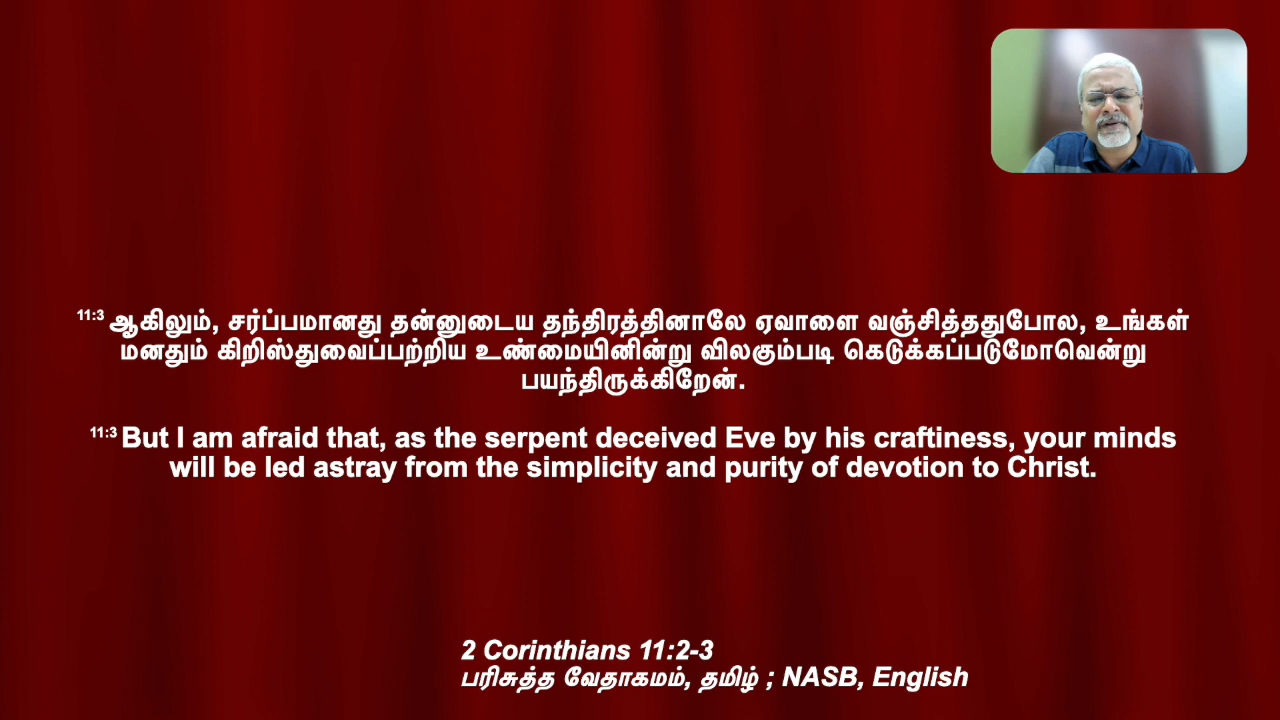 11:3 ஆகிலும், சர்ப்பமானது தன்னுடைய தந்திரத்தினாலே ஏவாளை வஞ்சித்ததுபோல, உங்கள்
மனதும் கிறிஸ்துவைப்பற்றிய உண்மையினின்று விலகும்படி கெடுக்கப்படுமோவென்று
பயந்திருக்கிறேன்.
11:3 But I am afraid that, as the serpent deceived Eve by his craftiness, your minds
will be led astray from the simplicity and purity of devotion to Christ.
2 Corinthians 11:2-3
பரிசுத்த வேதாகமம், தமிழ் ; NASB, English